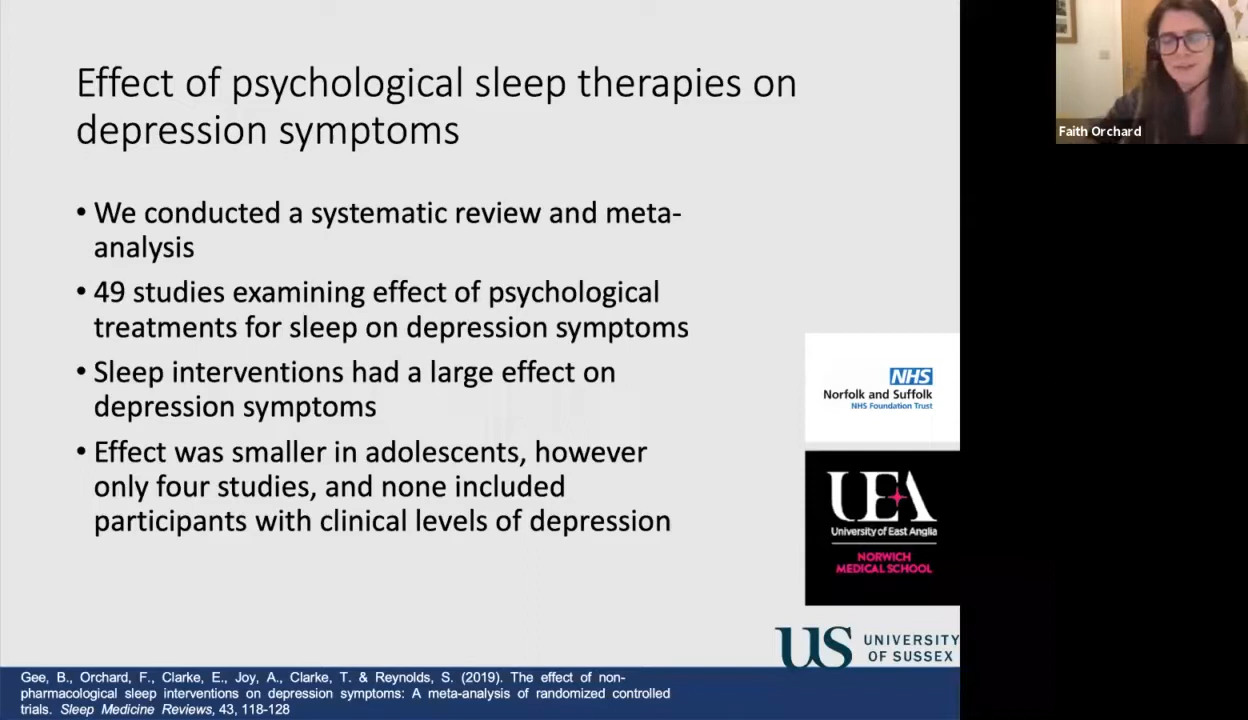 Effect of psychological sleep therapies on
depression symptoms
• We conducted a systematic review and meta-
analysis
• 49 studies examining effect of psychological
treatments for sleep on depression symptoms
• Sleep interventions had a large effect on
depression symptoms
• Effect was smaller in adolescents, however
only four studies, and none included
participants with clinical levels of depression
NHS
Norfolk and Suffolk
NHS Foundation Trust
UEA
University of East Anglia
NORWICH
MEDICAL SCHOOL
US UNIVERSITY
OF SUSSEX
Gee, B., Orchard, F., Clarke, E., Joy, A., Clarke, T. & Reynolds, S. (2019). The effect of non-
pharmacological sleep interventions on depression symptoms: A meta-analysis of randomized controlled
trials. Sleep Medicine Reviews, 43, 118-128
Faith Orchard